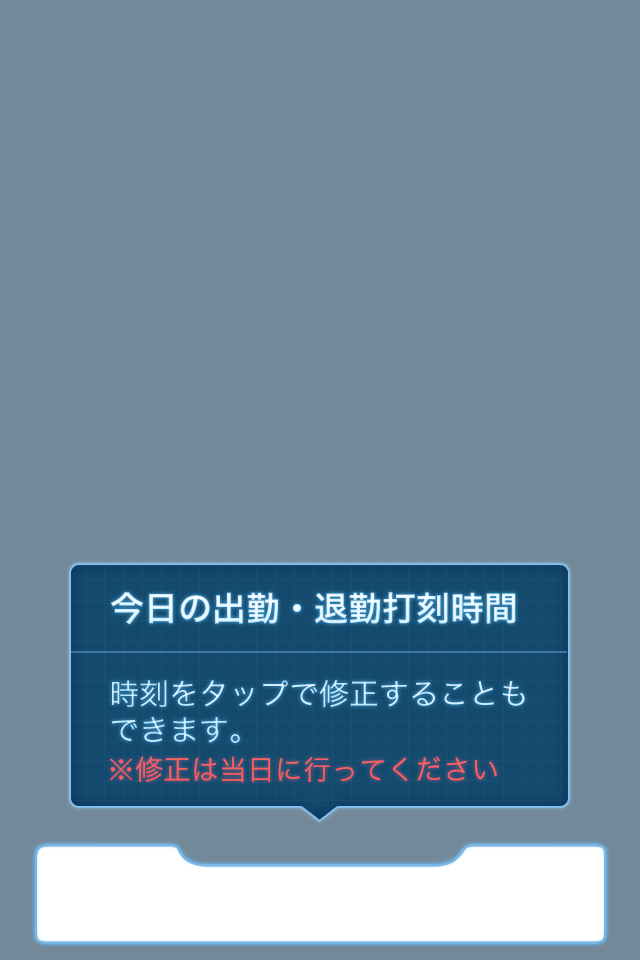 今日の出勤・退勤打刻時間
時刻をタップで修正することも
できます。
※修正は当日に行ってください